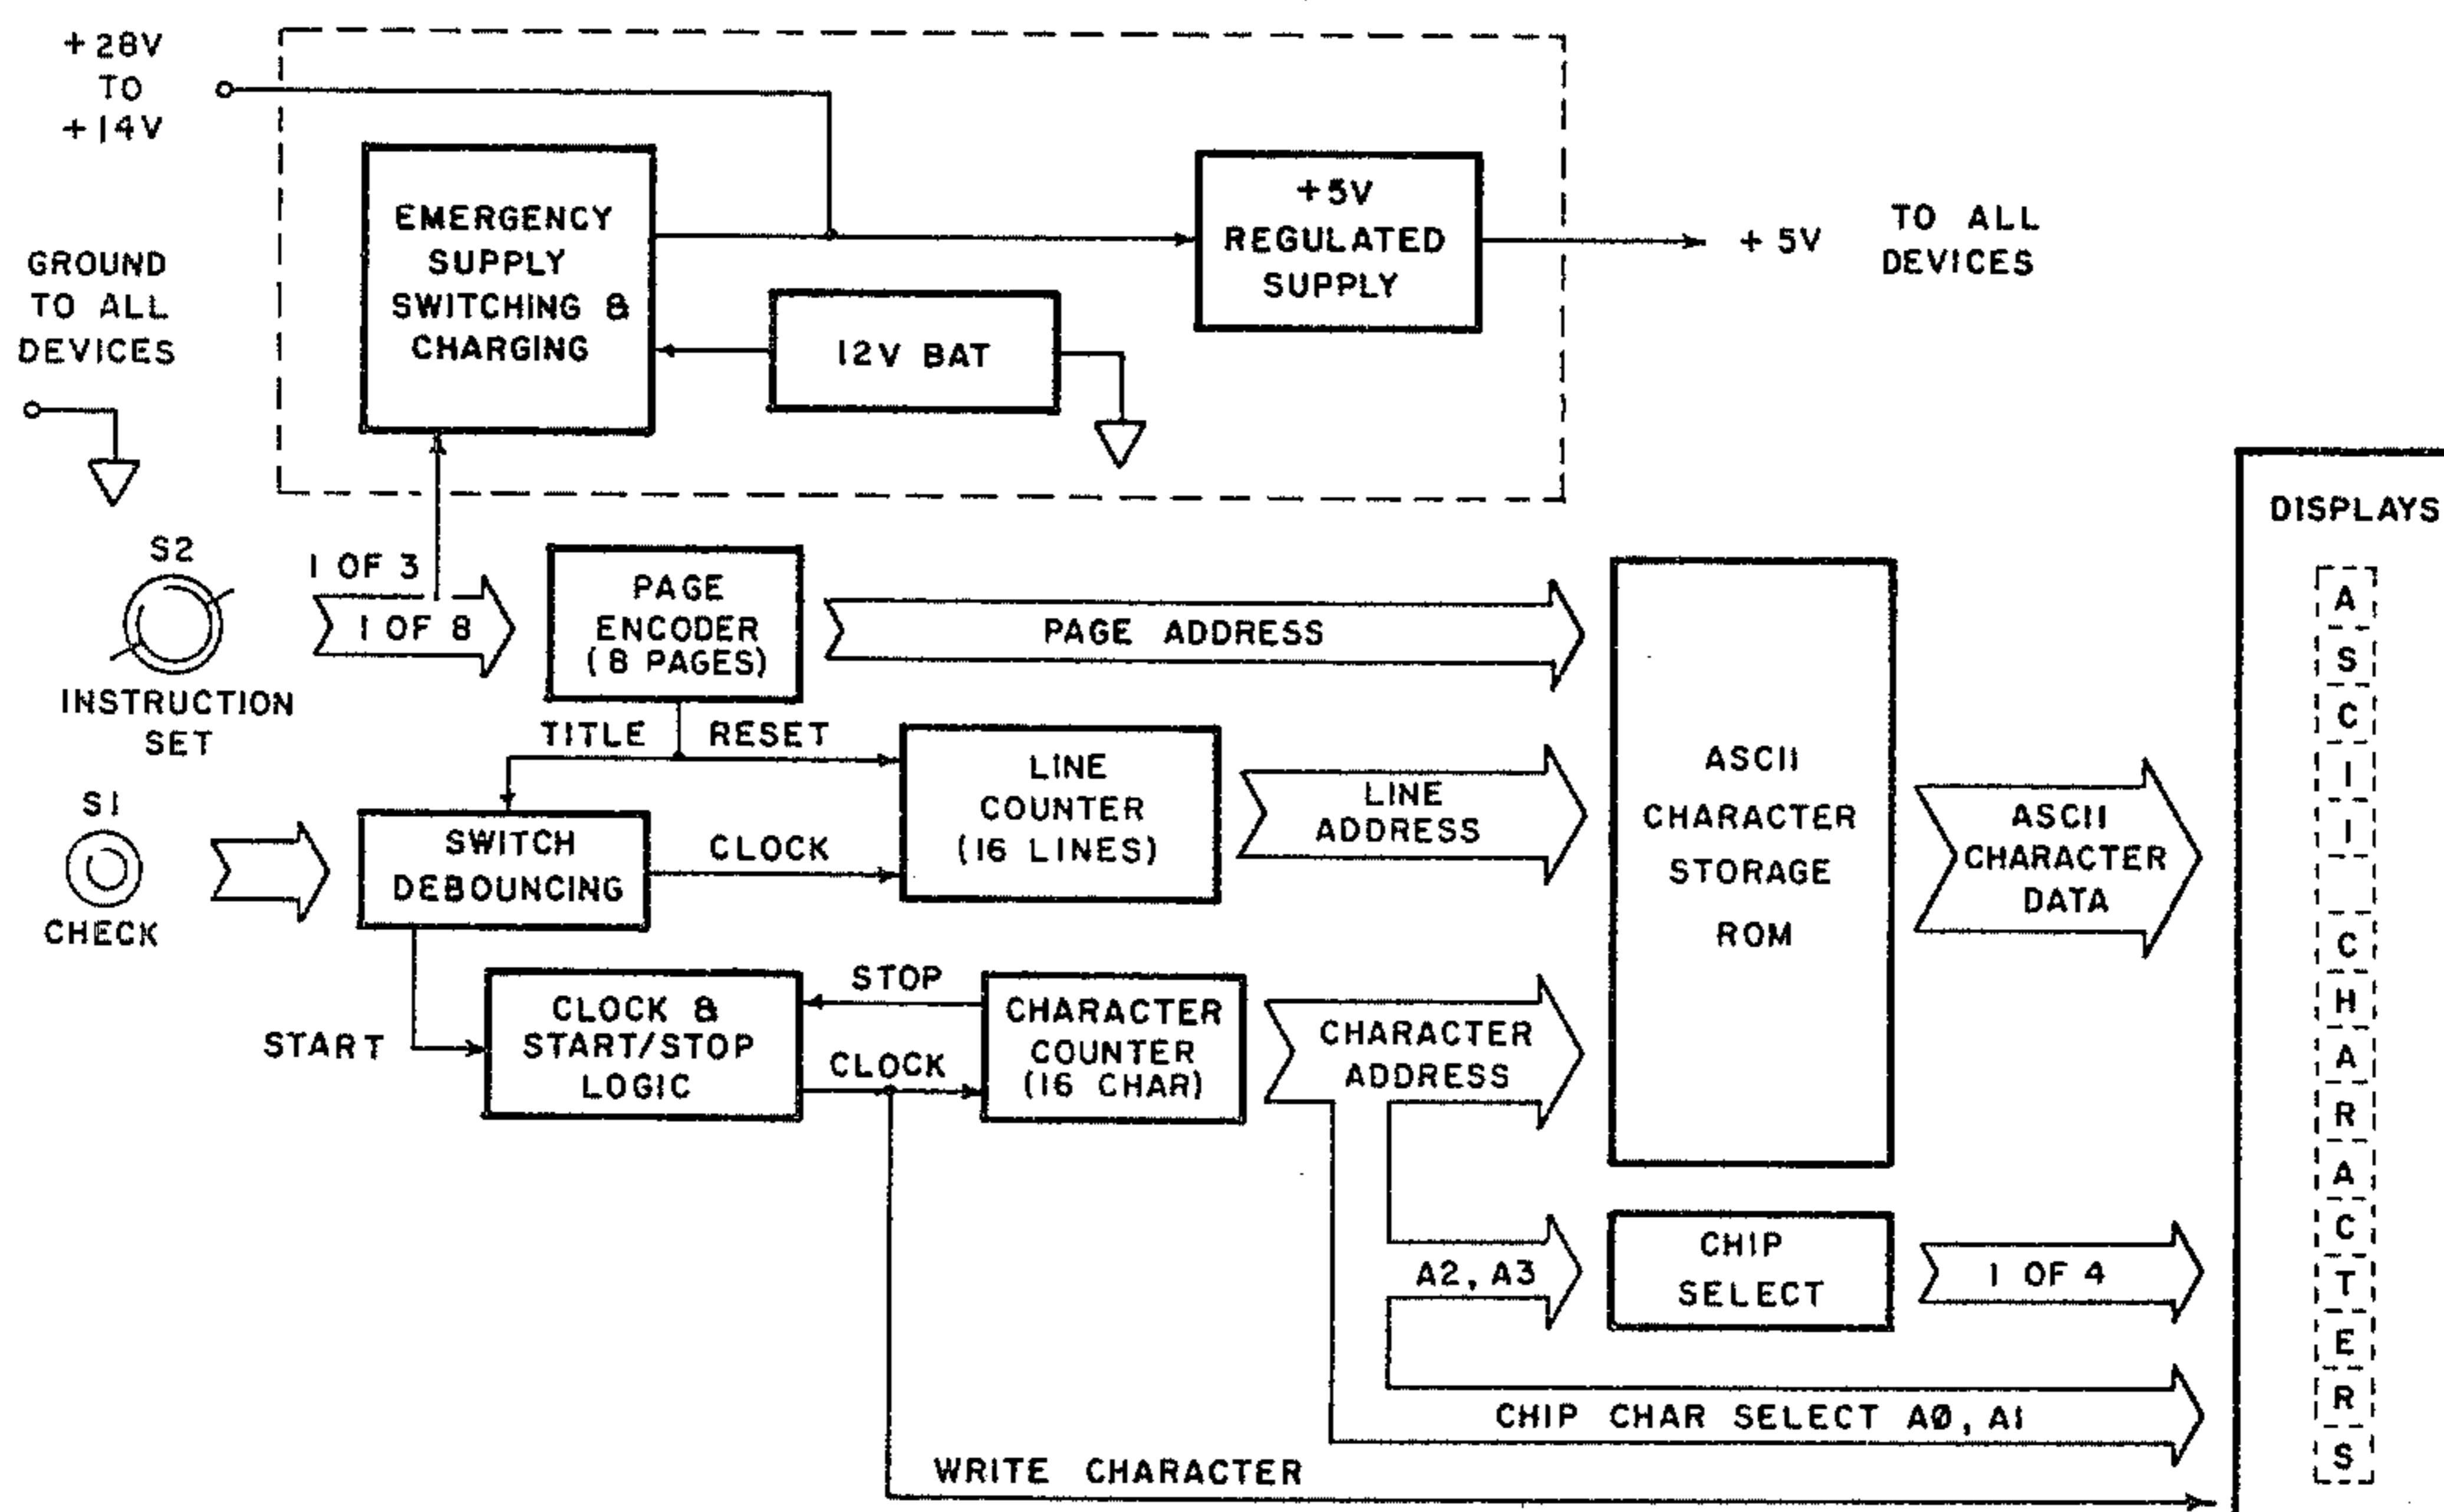 +28V
TO
+14V
GROUND
TO ALL
DEVICES
EMERGENCY
SUPPLY
SWITCHING &
CHARGING
12V BAT
+5V
REGULATED
SUPPLY
+5V
TO ALL
DEVICES
S2
INSTRUCTION
SET
1 OF 3
1 OF 8
PAGE
ENCODER
(8 PAGES)
PAGE ADDRESS
TITLE RESET
S1
CHECK
SWITCH
DEBOUNCING
CLOCK
LINE
COUNTER
(16 LINES)
LINE
ADDRESS
START
CLOCK &
START/STOP
LOGIC
STOP
CLOCK
CHARACTER
COUNTER
(16 CHAR)
CHARACTER
ADDRESS
ASCII
CHARACTER
STORAGE
ROM
ASCII
CHARACTER
DATA
A2, A3
CHIP
SELECT
1 OF 4
CHIP CHAR SELECT AØ, A1
WRITE CHARACTER
DISPLAYS
A
S
C
I
I
C
H
A
R
A
C
T
E
R
S